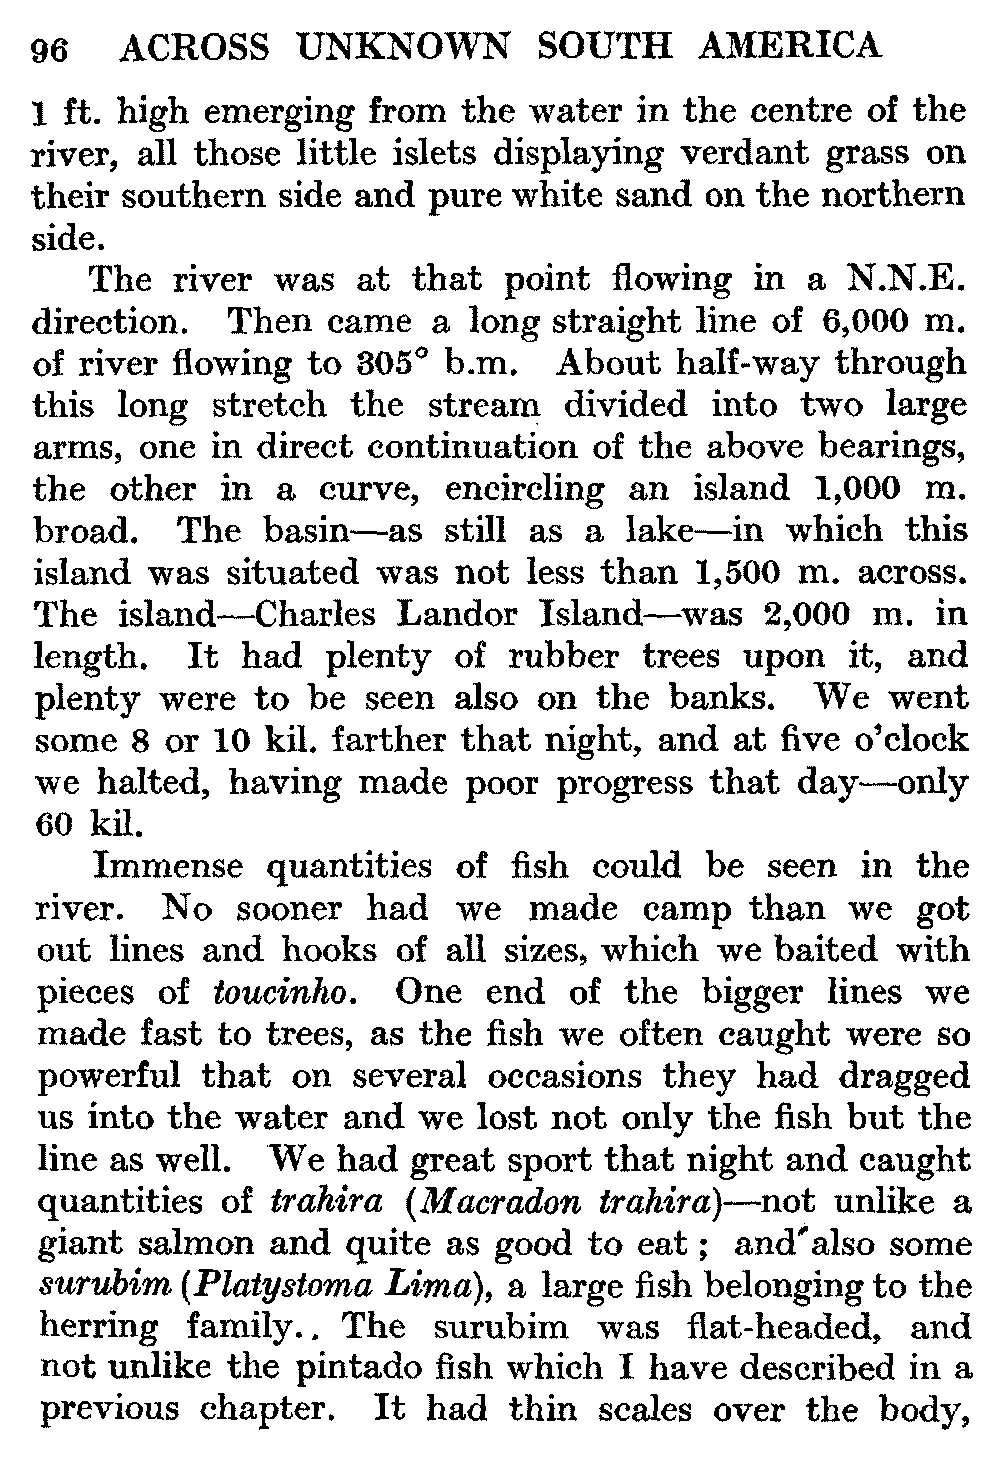 96 ACROSS UNKNOWN SOUTH AMERICA
1 ft. high emerging from the water in the centre of the
river, all those little islets displaying verdant grass on
their southern side and pure white sand on the northern
side.
The river was at that point flowing in a N.N.E.
direction. Then came a long straight line of 6,000 m.
of river flowing to 305° b.m. About half-way through
this long stretch the stream divided into two large
arms, one in direct continuation of the above bearings,
the other in a curve, encircling an island 1,000 m.
broad. The basin—as still as a lake—in which this
island was situated was not less than 1,500 m. across.
The island—Charles Landor Island—was 2,000 m. in
length. It had plenty of rubber trees upon it, and
plenty were to be seen also on the banks. We went
some 8 or 10 kil. farther that night, and at five o'clock
we halted, having made poor progress that day—only
60 kil.
Immense quantities of fish could be seen in the
river. No sooner had we made camp than we got
out lines and hooks of all sizes, which we baited with
pieces of toucinho. One end of the bigger lines we
made fast to trees, as the fish we often caught were so
powerful that on several occasions they had dragged
us into the water and we lost not only the fish but the
line as well. We had great sport that night and caught
quantities of trahira (Macradon trahira)—not unlike a
giant salmon and quite as good to eat ; and also some
surubim (Platystoma Lima), a large fish belonging to the
herring family.. The surubim was flat-headed, and
not unlike the pintado fish which I have described in a
previous chapter. It had thin scales over the body,